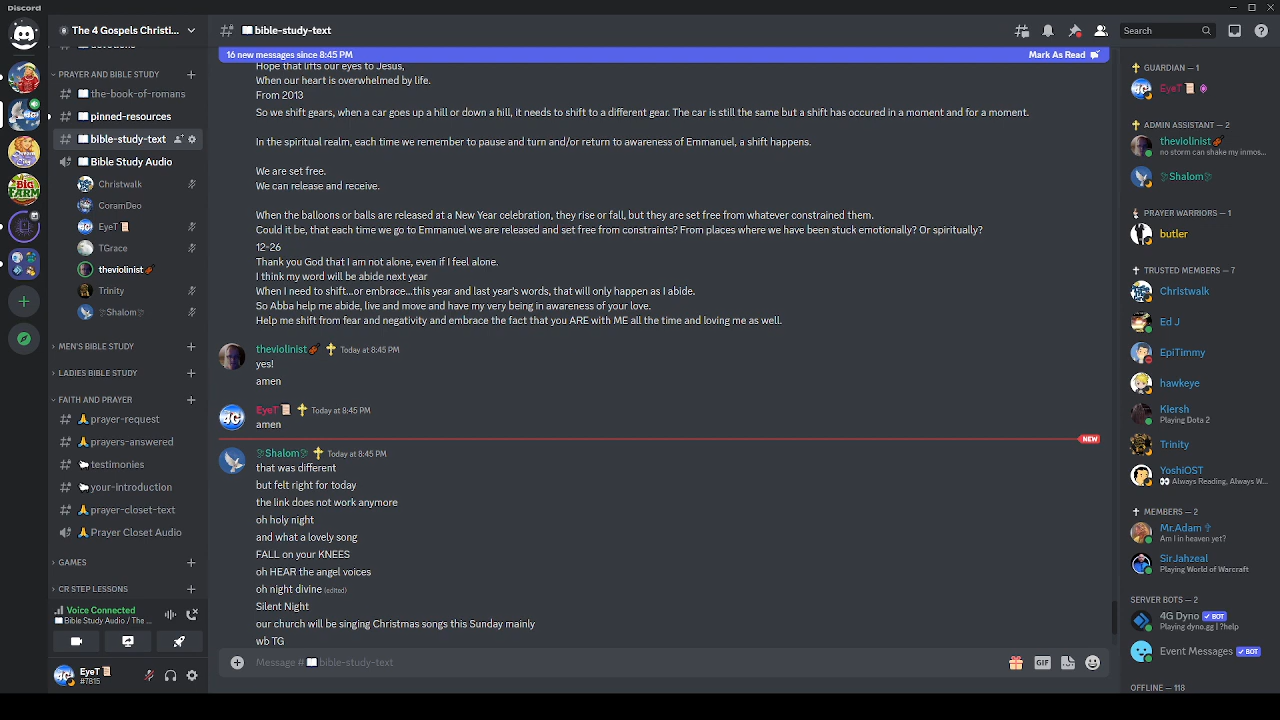 Discord
The 4 Gospels Christi...
bible-study-text
Search
16 new messages since 8:45 PM
Mark As Read
devotions
PRAYER AND BIBLE STUDY
the-book-of-romans
pinned-resources
bible-study-text
Bible Study Audio
Christwalk
CoramDeo
EyeT
TGrace
theviolinist
Trinity
Shalom
MEN'S BIBLE STUDY
LADIES BIBLE STUDY
FAITH AND PRAYER
prayer-request
prayers-answered
testimonies
your-introduction
prayer-closet-text
Prayer Closet Audio
GAMES
CR STEP LESSONS
Voice Connected
Bible Study Audio / The ...
EyeT
#7815
BIG FARM
Hope that lifts our eyes to Jesus,
When our heart is overwhelmed by life.
From 2013
So we shift gears, when a car goes up a hill or down a hill, it needs to shift to a different gear. The car is still the same but a shift has occured in a moment and for a moment.
In the spiritual realm, each time we remember to pause and turn and/or return to awareness of Emmanuel, a shift happens.
We are set free.
We can release and receive.
When the balloons or balls are released at a New Year celebration, they rise or fall, but they are set free from whatever constrained them.
Could it be, that each time we go to Emmanuel we are released and set free from constraints? From places where we have been stuck emotionally? Or spiritually?
12-26
Thank you God that I am not alone, even if I feel alone.
I think my word will be abide next year
When I need to shift...or embrace...this year and last year's words, that will only happen as I abide.
So Abba help me abide, live and move and have my very being in awareness of your love.
Help me shift from fear and negativity and embrace the fact that you ARE with ME all the time and loving me as well.
theviolinist Today at 8:45 PM
yes!
amen
EyeT Today at 8:45 PM
4G
amen
NEW
Shalom Today at 8:45 PM
that was different
but felt right for today
the link does not work anymore
oh holy night
and what a lovely song
FALL on your KNEES
oh HEAR the angel voices
oh night divine (edited)
Silent Night
our church will be singing Christmas songs this Sunday mainly
wb TG
Message # bible-study-text
GIF
GUARDIAN — 1
EyeT
ADMIN ASSISTANT — 2
theviolinist
no storm can shake my inmos...
Shalom
PRAYER WARRIORS — 1
butler
TRUSTED MEMBERS — 7
Christwalk
Ed J
EpiTimmy
hawkeye
Kiersh
Playing Dota 2
Trinity
YoshiOST
Always Reading, Always W...
MEMBERS — 2
Mr.Adam
Am I in heaven yet?
SirJahzeal
Playing World of Warcraft
SERVER BOTS — 2
4G Dyno ✓ BOT
Playing dyno.gg | ?help
Event Messages ✓ BOT
OFFLINE — 118